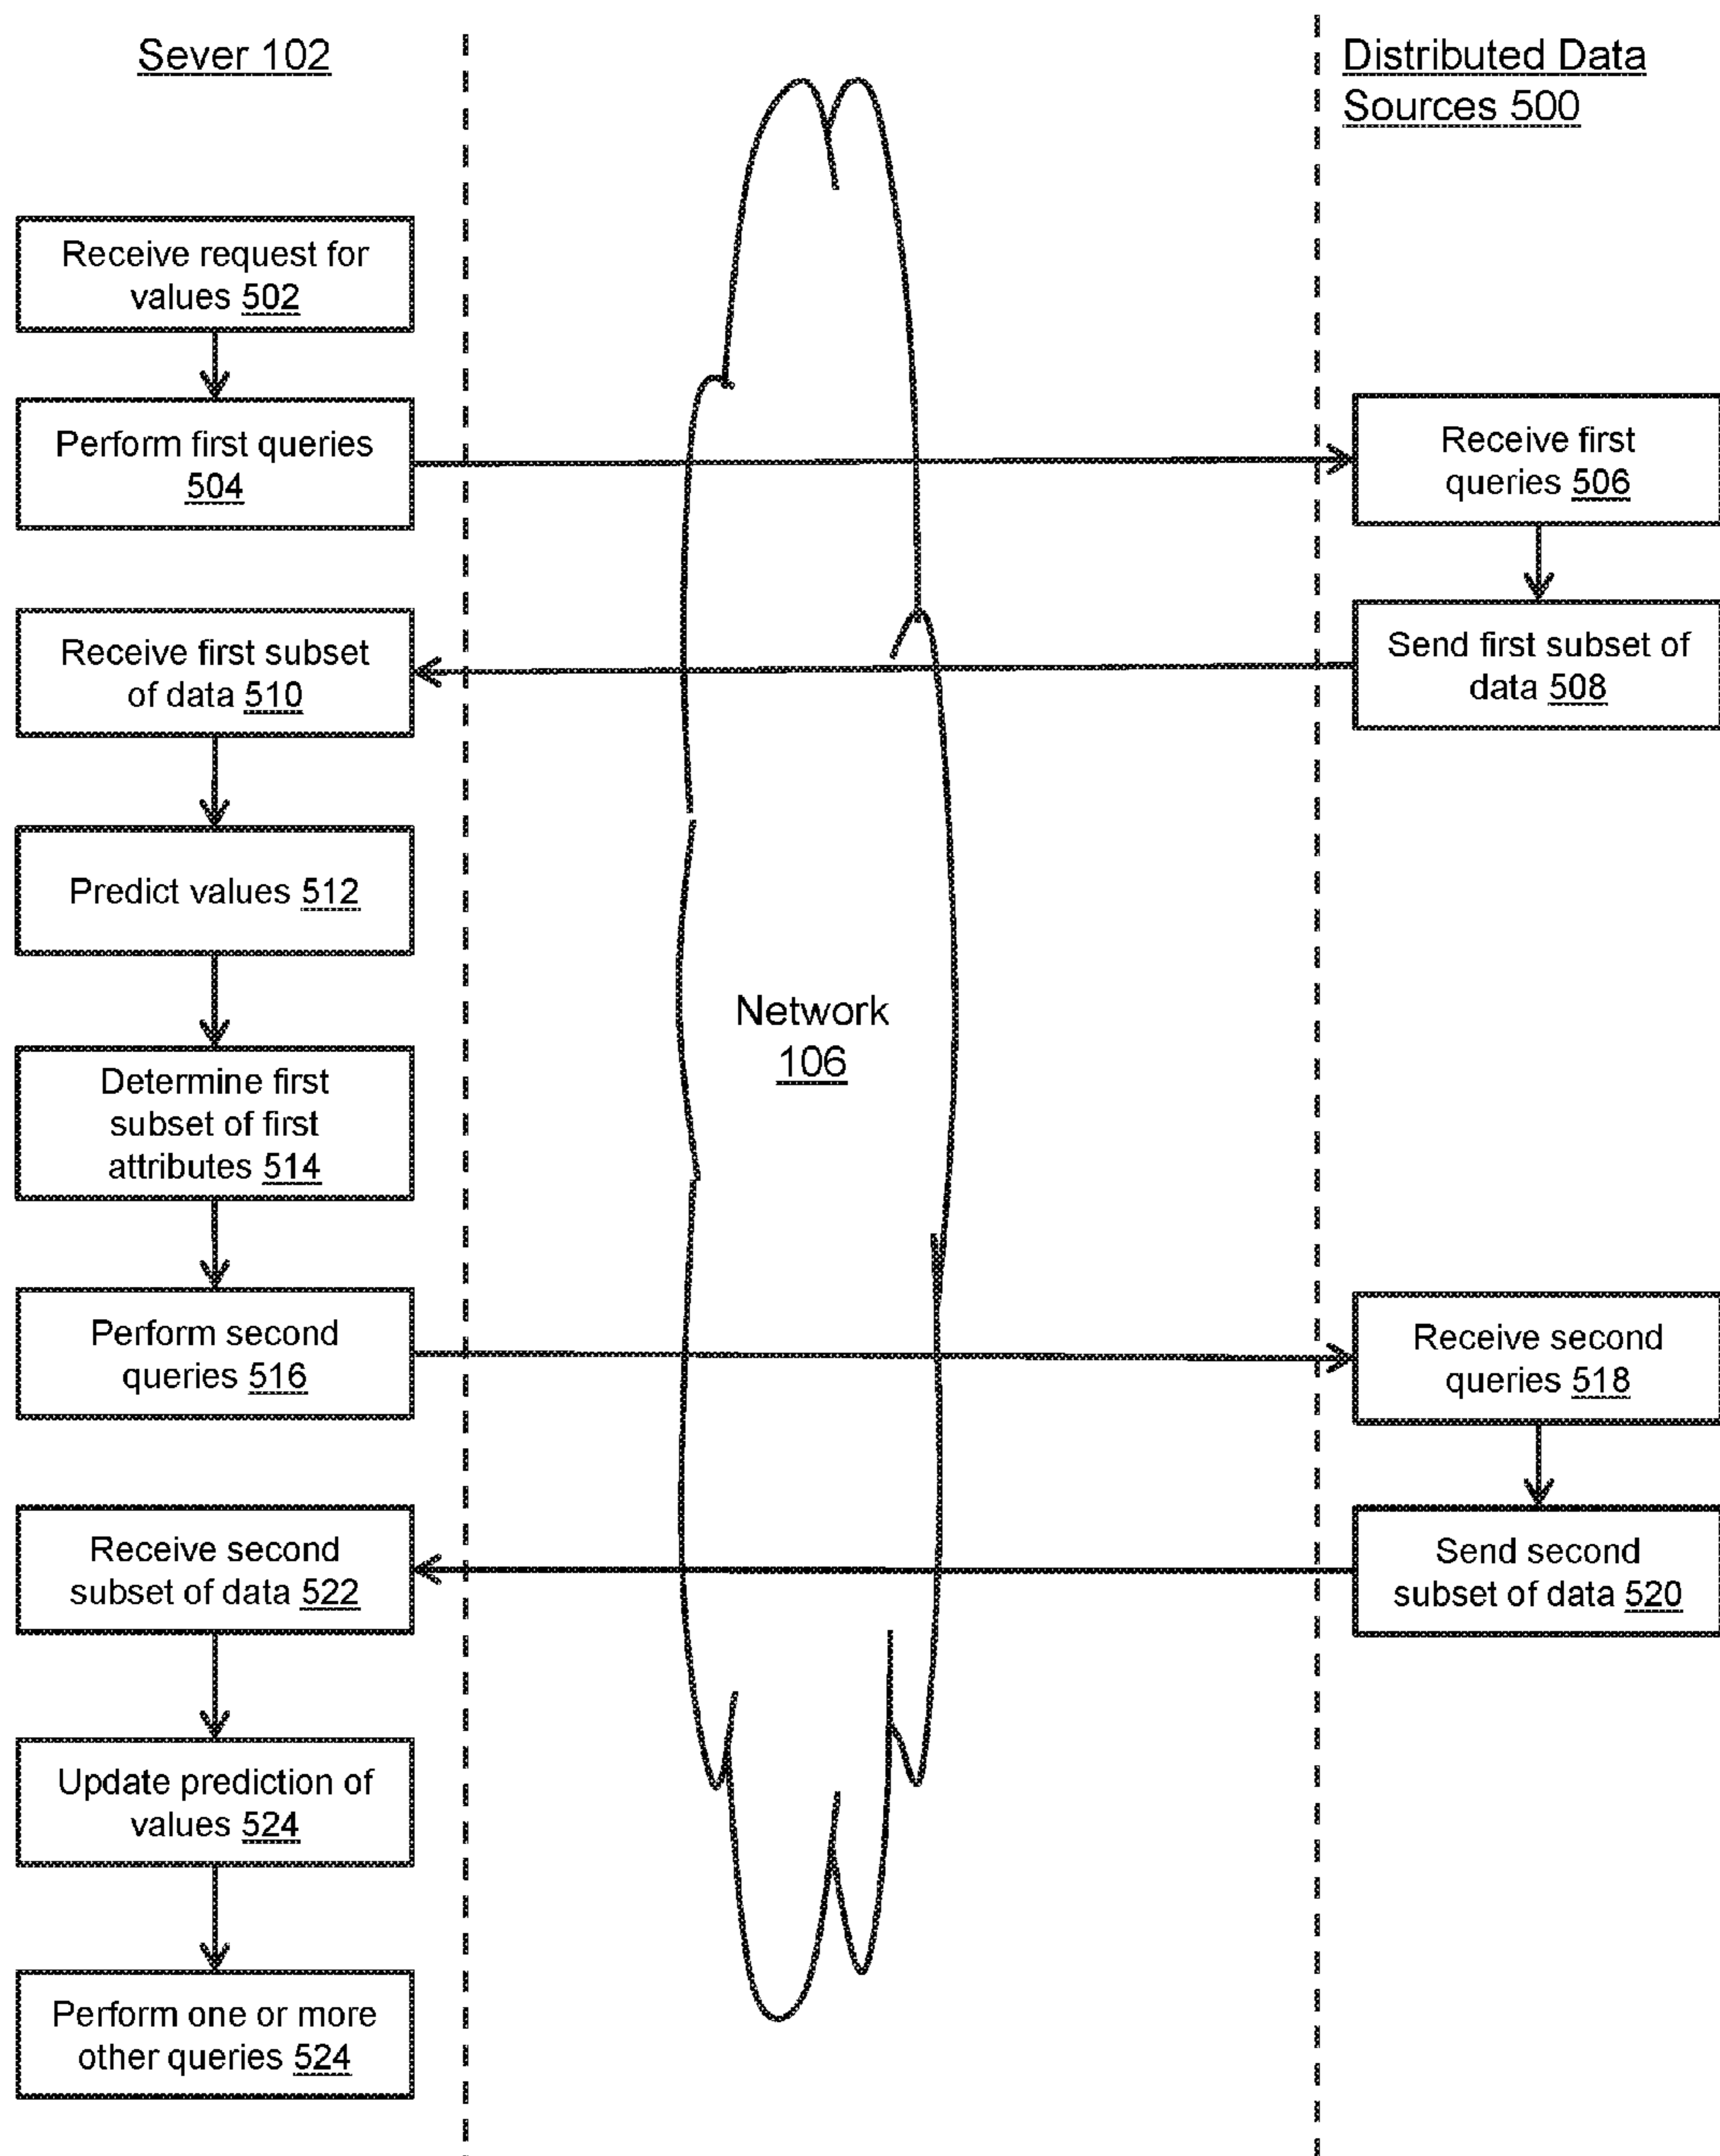 Sever 102
Distributed Data
Sources 500
Receive request for
values 502
Perform first queries
504
Receive first
queries 506
Receive first subset
of data 510
Send first subset of
data 508
Predict values 512
Network
106
Determine first
subset of first
attributes 514
Perform second
queries 516
Receive second
queries 518
Receive second
subset of data 522
Send second
subset of data 520
Update prediction of
values 524
Perform one or more
other queries 524